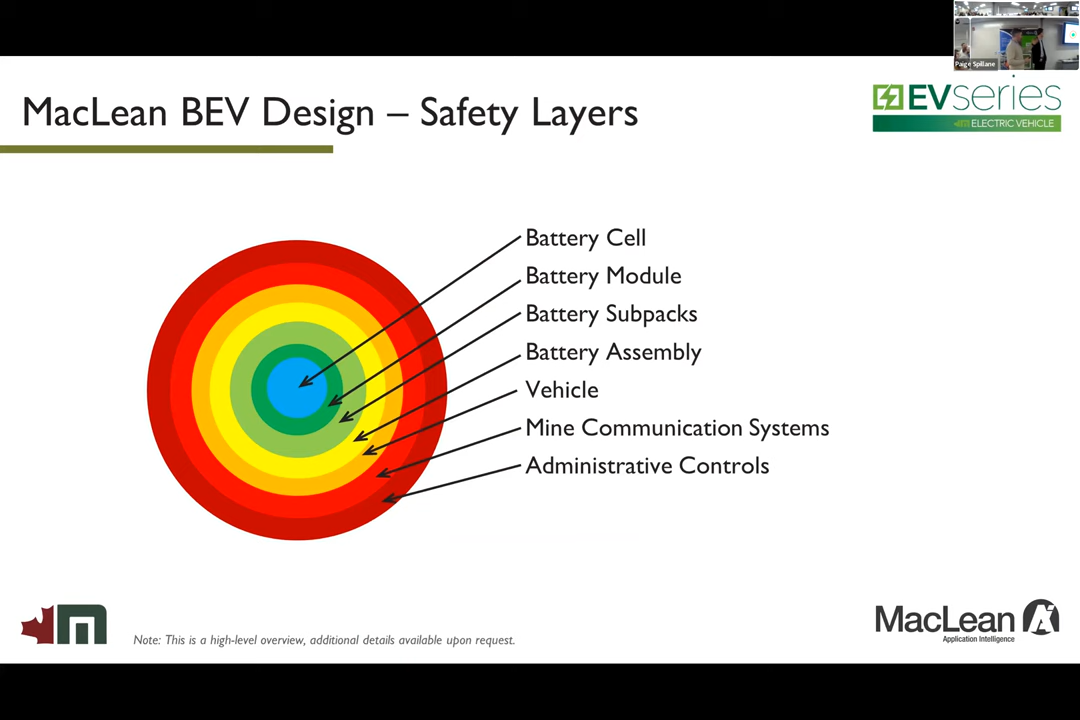 Paige Spillane
MacLean BEV Design – Safety Layers
EVseries
ELECTRIC VEHICLE
Battery Cell
Battery Module
Battery Subpacks
Battery Assembly
Vehicle
Mine Communication Systems
Administrative Controls
Note: This is a high-level overview, additional details available upon request.
MacLean
Application Intelligence